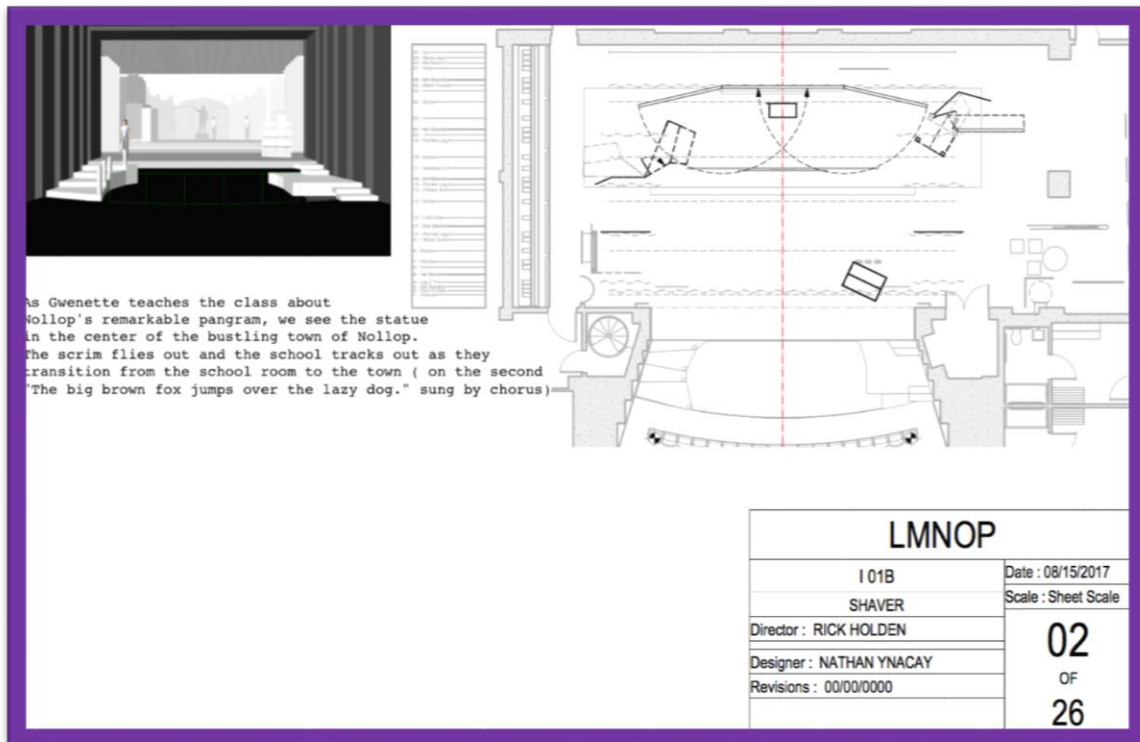 As Gwenette teaches the class about
Nollop's remarkable pangram, we see the statue
in the center of the bustling town of Nollop.
The scrim flies out and the school tracks out as they
transition from the school room to the town ( on the second
"The big brown fox jumps over the lazy dog." sung by chorus)
LMNOP
I 01B
SHAVER
Director : RICK HOLDEN
Designer : NATHAN YNACAY
Revisions : 00/00/0000
Date : 08/15/2017
Scale : Sheet Scale
02
OF
26